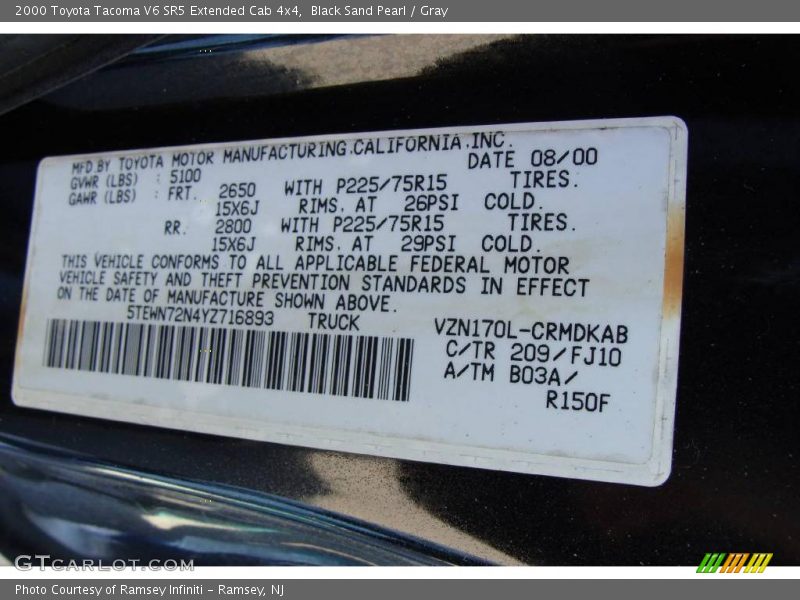 2000 Toyota Tacoma V6 SR5 Extended Cab 4x4, Black Sand Pearl / Gray
MFD BY TOYOTA MOTOR MANUFACTURING.CALIFORNIA.INC.
GVWR (LBS) : 5100 DATE 08/00
GAWR (LBS) : FRT. 2650 WITH P225/75R15 TIRES.
15X6J RIMS. AT 26PSI COLD.
RR. 2800 WITH P225/75R15 TIRES.
15X6J RIMS. AT 29PSI COLD.
THIS VEHICLE CONFORMS TO ALL APPLICABLE FEDERAL MOTOR
VEHICLE SAFETY AND THEFT PREVENTION STANDARDS IN EFFECT
ON THE DATE OF MANUFACTURE SHOWN ABOVE.
5TEWN72N4YZ716893 TRUCK
VZN170L-CRMDKAB
C/TR 209/FJ10
A/TM B03A/
R150F
GTCARLOT.COM
Photo Courtesy of Ramsey Infiniti - Ramsey, NJ